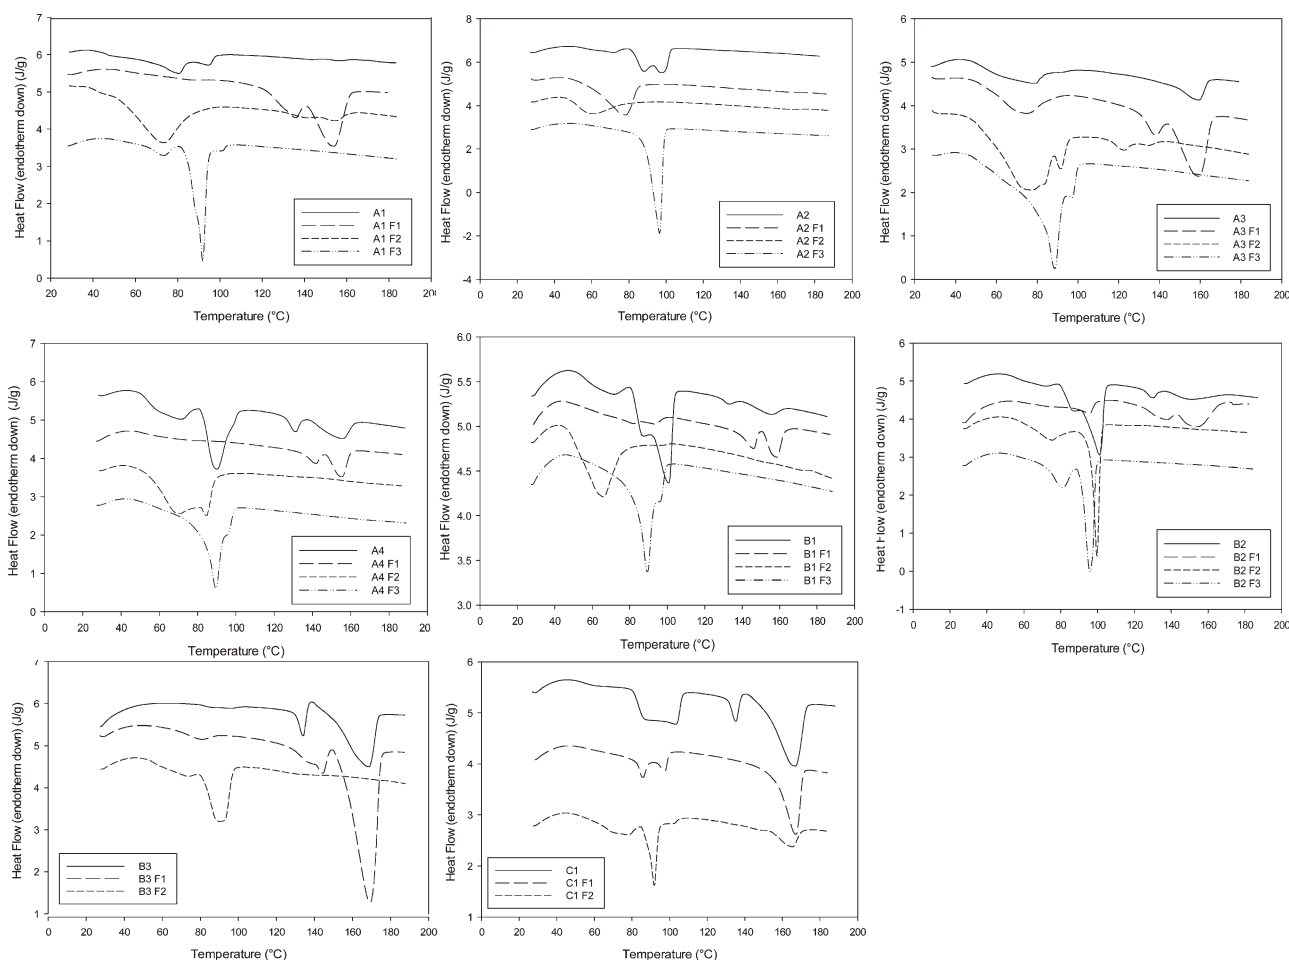 Heat Flow (endotherm down) (J/g)
7
6
5
4
3
2
1
0
20 40 60 80 100 120 140 160 180 20
Temperature (°C)
A1
A1 F1
A1 F2
A1 F3
Heat Flow (endotherm down) (J/g)
8
6
4
2
0
-2
-4
0 20 40 60 80 100 120 140 160 180 200
Temperature (°C)
A2
A2 F1
A2 F2
A2 F3
Heat Flow (endotherm down) (J/g)
6
5
4
3
2
1
0
20 40 60 80 100 120 140 160 180 200
Temperature (°C)
A3
A3 F1
A3 F2
A3 F3
Heat Flow (endotherm down) (J/g)
7
6
5
4
3
2
1
0
0 20 40 60 80 100 120 140 160 180 20
Temperature (°C)
A4
A4 F1
A4 F2
A4 F3
Heat Flow (endotherm down) (J/g)
6.0
5.5
5.0
4.5
4.0
3.5
3.0
0 20 40 60 80 100 120 140 160 180 200
Temperature (°C)
B1
B1 F1
B1 F2
B1 F3
Heat Flow (endotherm down) (J/g)
6
5
4
3
2
1
0
-1
0 20 40 60 80 100 120 140 160 180 200
Temperature (°C)
B2
B2 F1
B2 F2
B2 F3
Heat Flow (endotherm down) (J/g)
7
6
5
4
3
2
1
0 20 40 60 80 100 120 140 160 180 200
Temperature (°C)
B3
B3 F1
B3 F2
Heat Flow (endotherm down) (J/g)
6
5
4
3
2
1
0 20 40 60 80 100 120 140 160 180 200
Temperature (°C)
C1
C1 F1
C1 F2